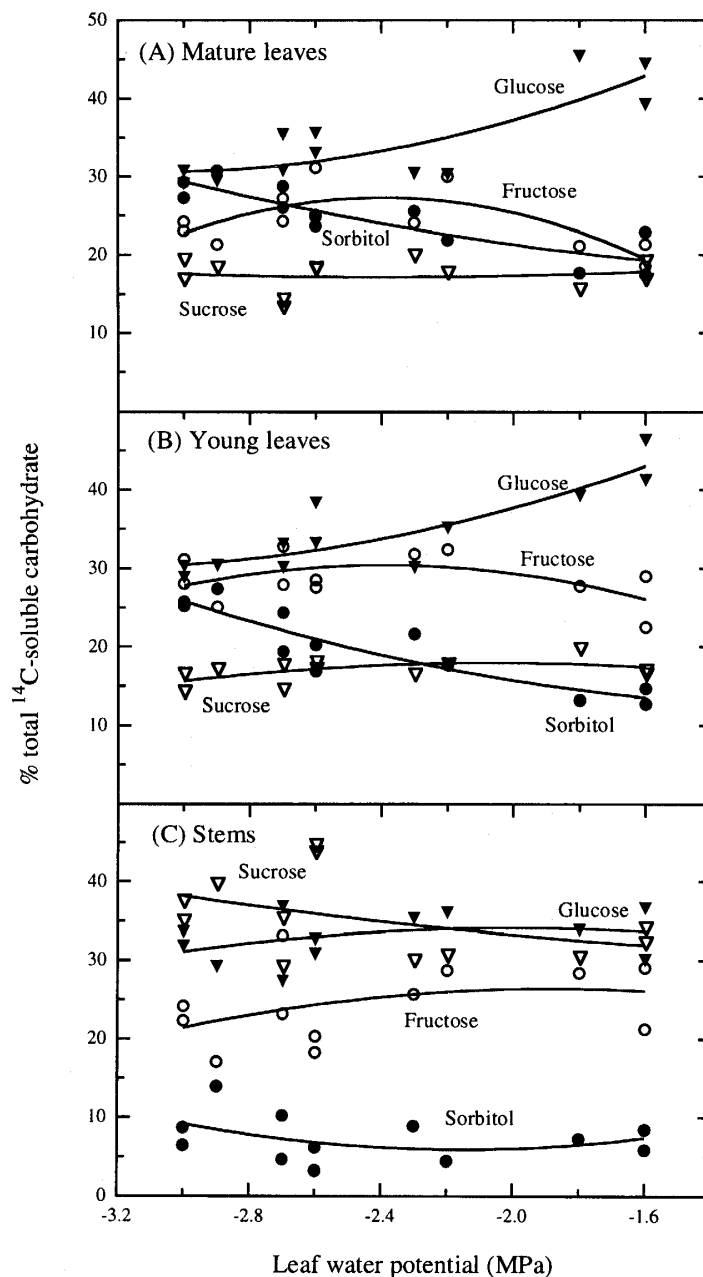 50
(A) Mature leaves
40
Glucose
30
Fructose
Sorbitol
20
Sucrose
10
(B) Young leaves
40
Glucose
30
Fructose
20
Sucrose
Sorbitol
10
% total ¹⁴C-soluble carbohydrate
(C) Stems
Sucrose
40
Glucose
30
Fructose
20
10
Sorbitol
0
-3.2 -2.8 -2.4 -2.0 -1.6
Leaf water potential (MPa)